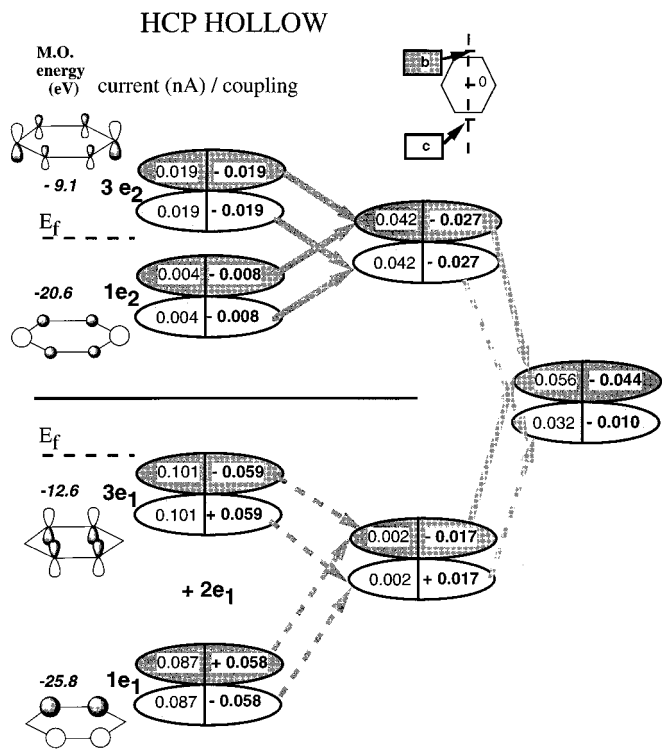 HCP HOLLOW
M.O.
energy
(eV)
current (nA) / coupling
b
0
c
- 9.1
3 e2
0.019 - 0.019
0.019 - 0.019
Ef
0.042 - 0.027
0.042 - 0.027
-20.6
1e2
0.004 - 0.008
0.004 - 0.008
0.056 - 0.044
0.032 - 0.010
Ef
-12.6
3e1
0.101 - 0.059
0.101 + 0.059
0.002 - 0.017
0.002 + 0.017
+ 2e1
-25.8
1e1
0.087 + 0.058
0.087 - 0.058